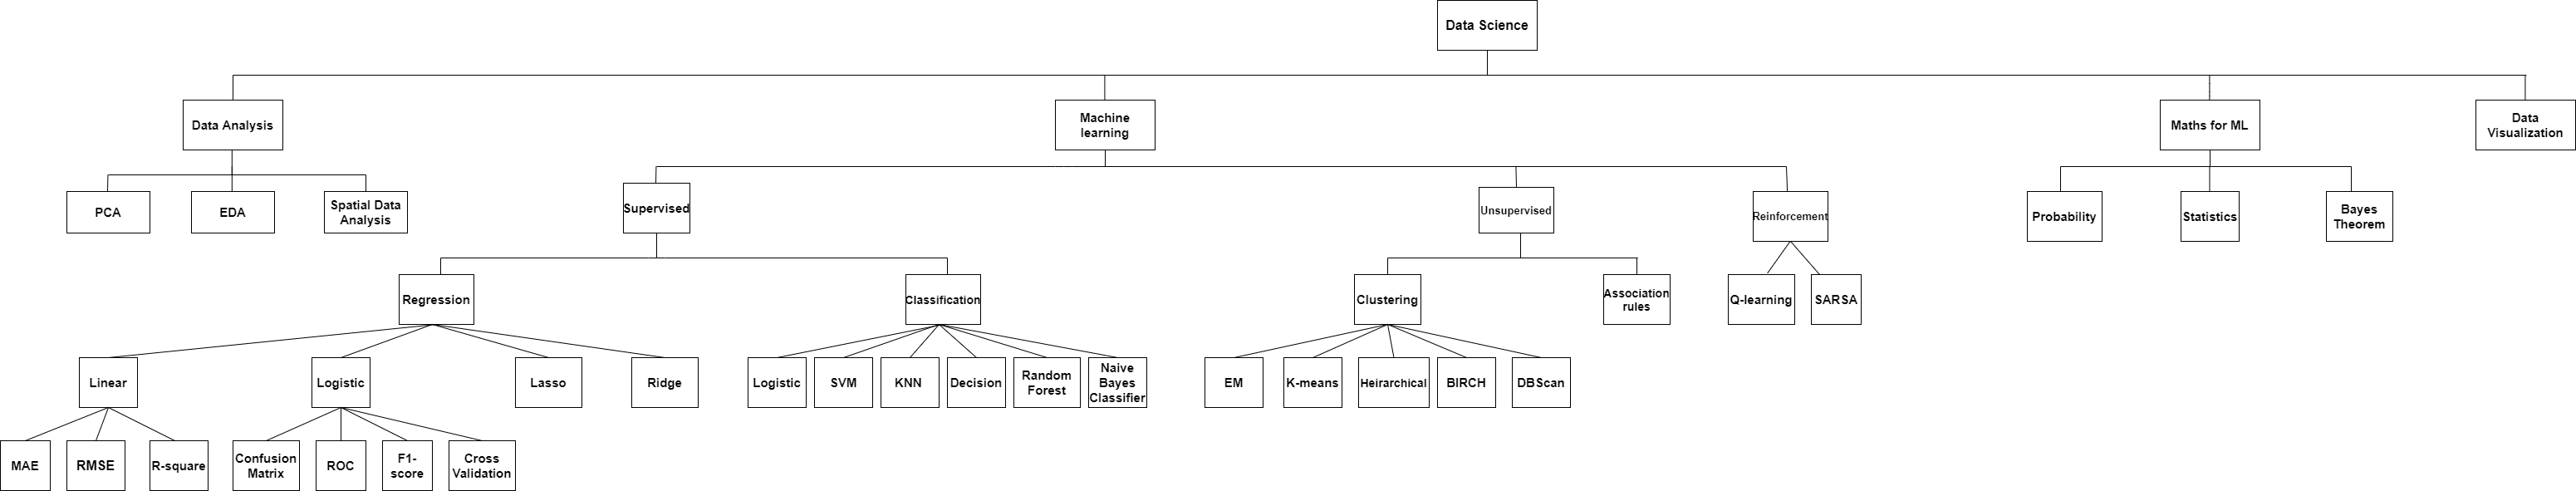 Data Science
Data Analysis
Machine
learning
Maths for ML
Data
Visualization
PCA
EDA
Spatial Data
Analysis
Supervised
Unsupervised
Reinforcement
Probability
Statistics
Bayes
Theorem
Regression
Classification
Clustering
Association
rules
Q-learning
SARSA
Linear
Logistic
Lasso
Ridge
Logistic
SVM
KNN
Decision
Random
Forest
Naive
Bayes
Classifier
EM
K-means
Heirarchical
BIRCH
DBScan
MAE
RMSE
R-square
Confusion
Matrix
ROC
F1-
score
Cross
Validation